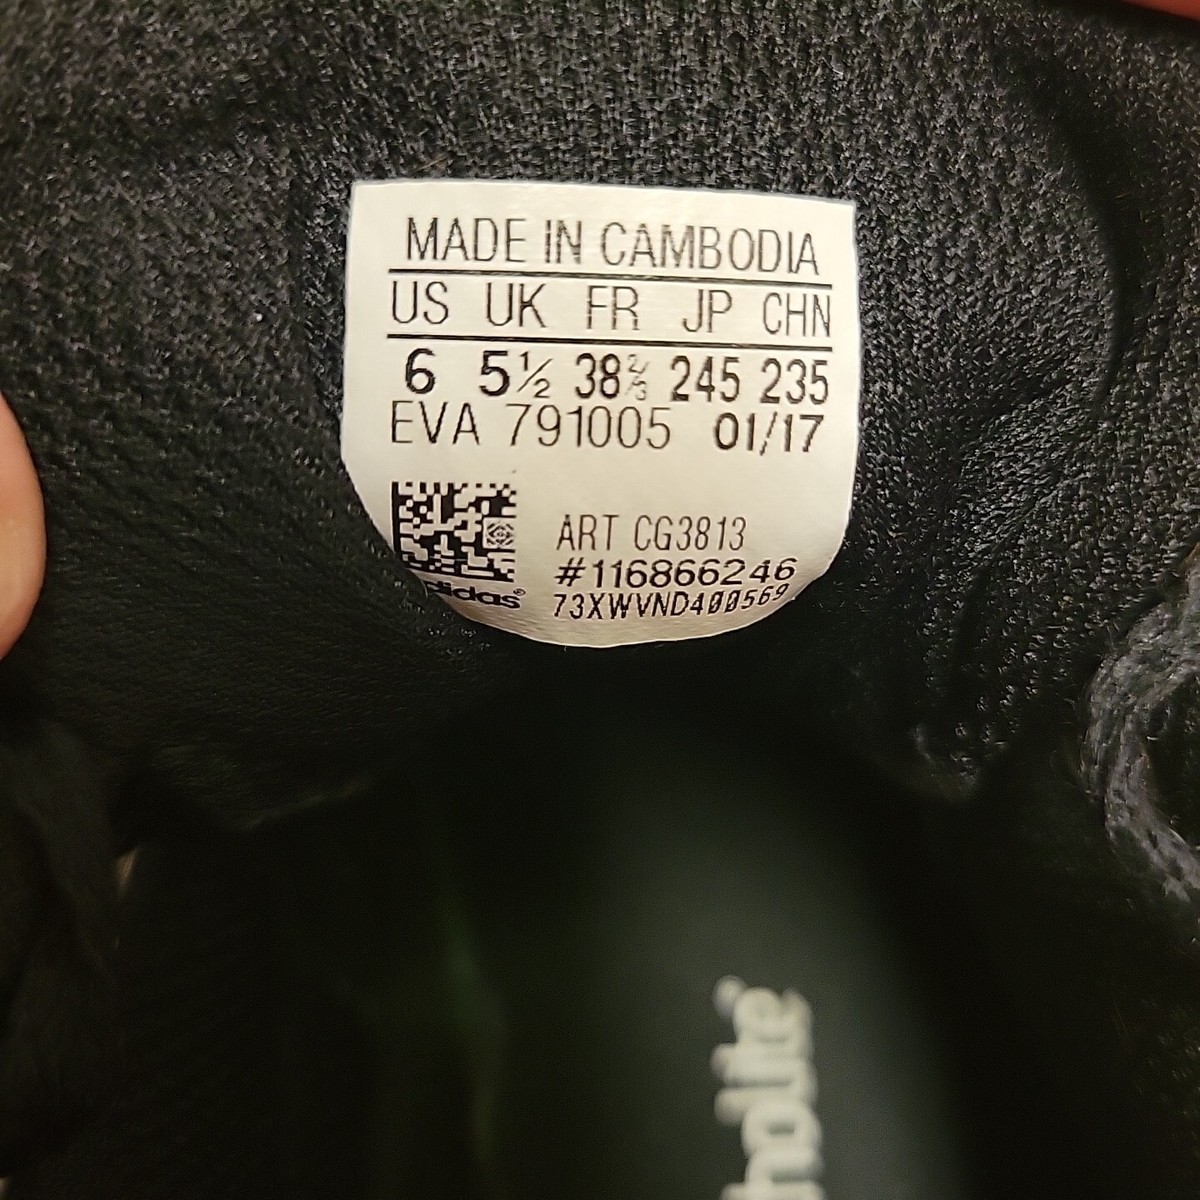 MADE IN CAMBODIA
US UK FR JP CHN
6 5½ 38⅔ 245 235
EVA 791005 01/17
ART CG3813
#116866246
adidas®
73XWVND400569
holite®